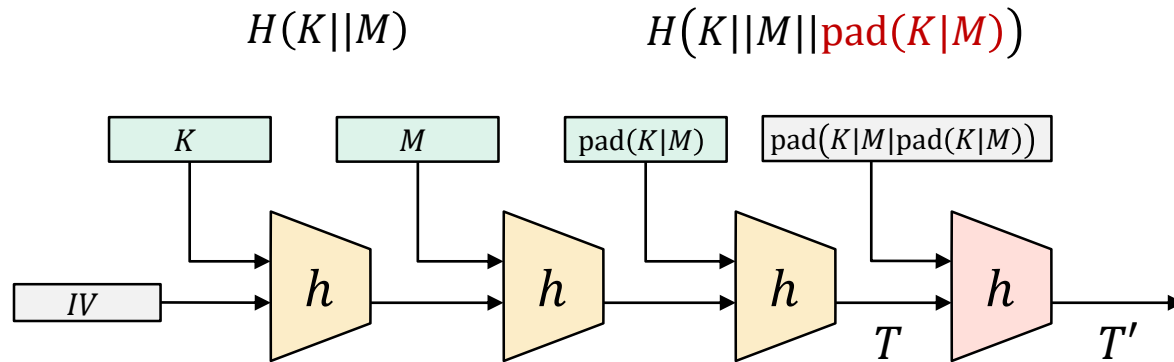 H(K||M) H(K||M||pad(K|M))
K M pad(K|M) pad(K|M|pad(K|M))
h h h h
IV
T T′